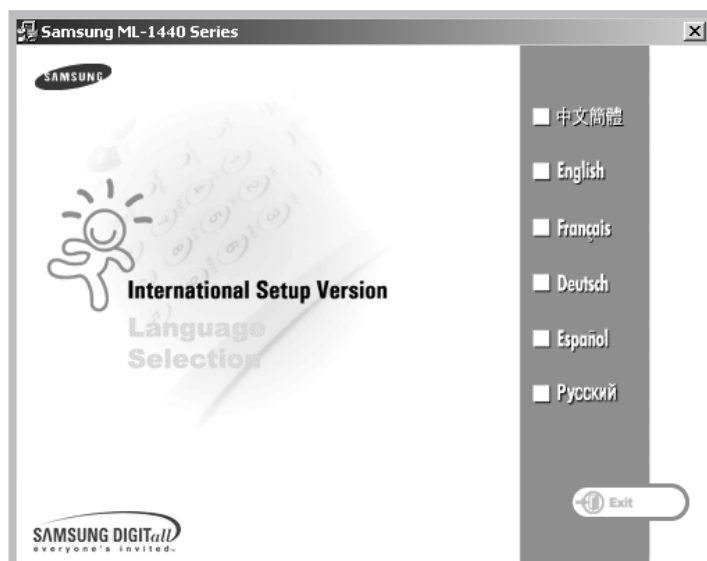 Samsung ML-1440 Series
SAMSUNG
International Setup Version
Language
Selection
中文簡體
English
Français
Deutsch
Español
Русский
Exit
SAMSUNG DIGITall
everyone's invited™